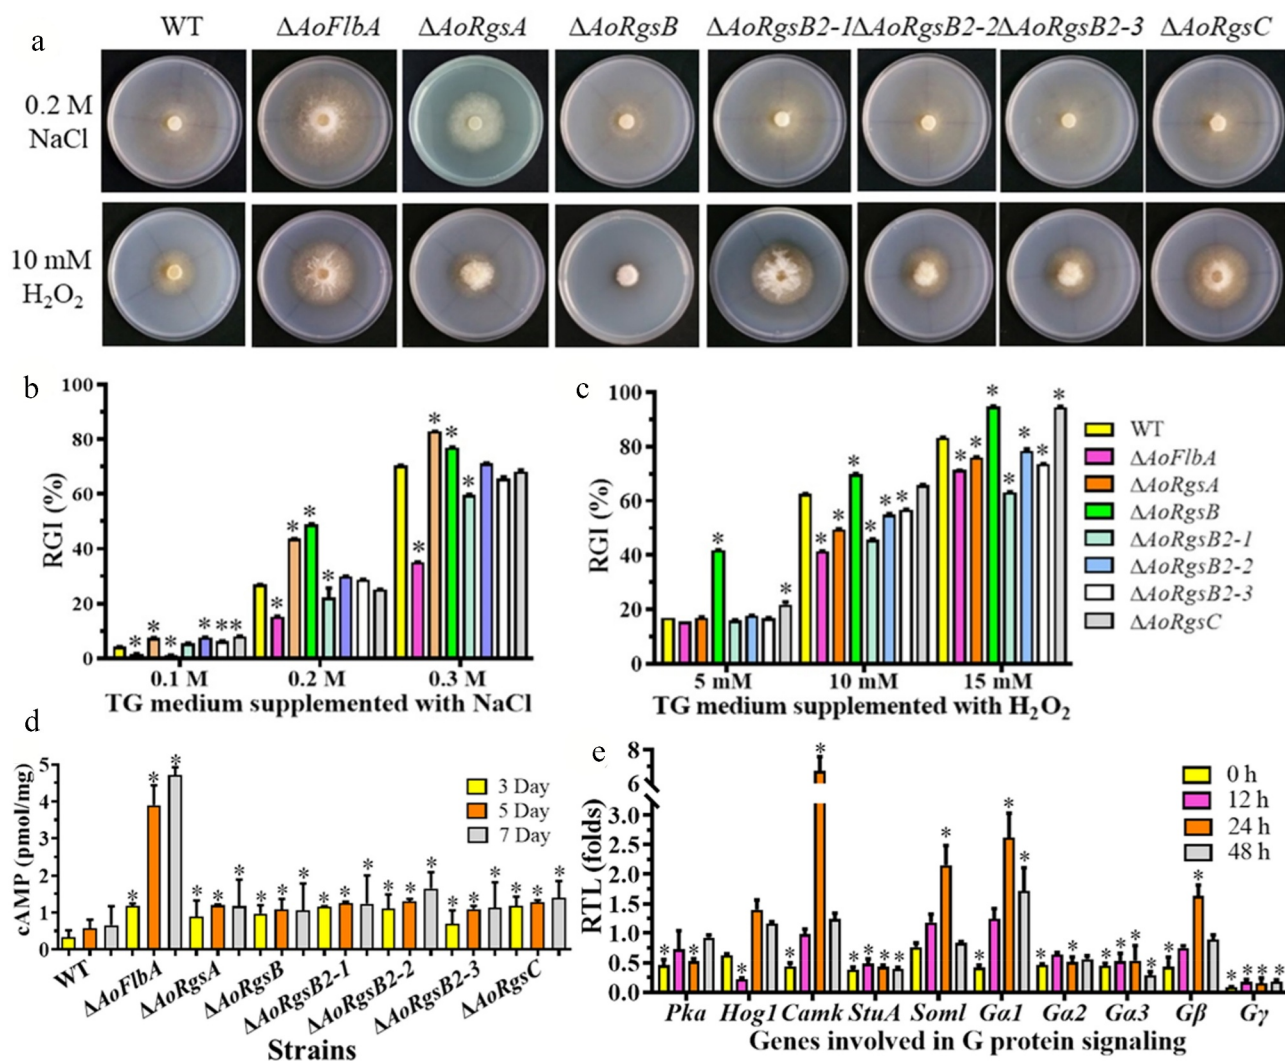 a
WT ΔAoFlbA ΔAoRgsA ΔAoRgsB ΔAoRgsB2-1 ΔAoRgsB2-2 ΔAoRgsB2-3 ΔAoRgsC
0.2 M
NaCl
10 mM
H₂O₂
b
RGI (%)
100
80
60
40
20
0
* * * * * * *
* * * *
* * * *
0.1 M 0.2 M 0.3 M
TG medium supplemented with NaCl
c
RGI (%)
100
80
60
40
20
0
* *
* * * * * *
* * * * * * *
5 mM 10 mM 15 mM
TG medium supplemented with H₂O₂
WT
ΔAoFlbA
ΔAoRgsA
ΔAoRgsB
ΔAoRgsB2-1
ΔAoRgsB2-2
ΔAoRgsB2-3
ΔAoRgsC
d
cAMP (pmol/mg)
5
4
3
2
1
0
* * * * * * * * * * * * * * * * * * * * *
3 Day
5 Day
7 Day
WT ΔAoFlbA ΔAoRgsA ΔAoRgsB ΔAoRgsB2-1 ΔAoRgsB2-2 ΔAoRgsB2-3 ΔAoRgsC
Strains
e
RTL (folds)
8
6
3.0
2.5
2.0
1.5
1.0
0.5
0.0
* * * * * * * * * * * * * * * * * * * * * * * * *
0 h
12 h
24 h
48 h
Pka Hog1 Camk StuA Soml Gα1 Gα2 Gα3 Gβ Gγ
Genes involved in G protein signaling